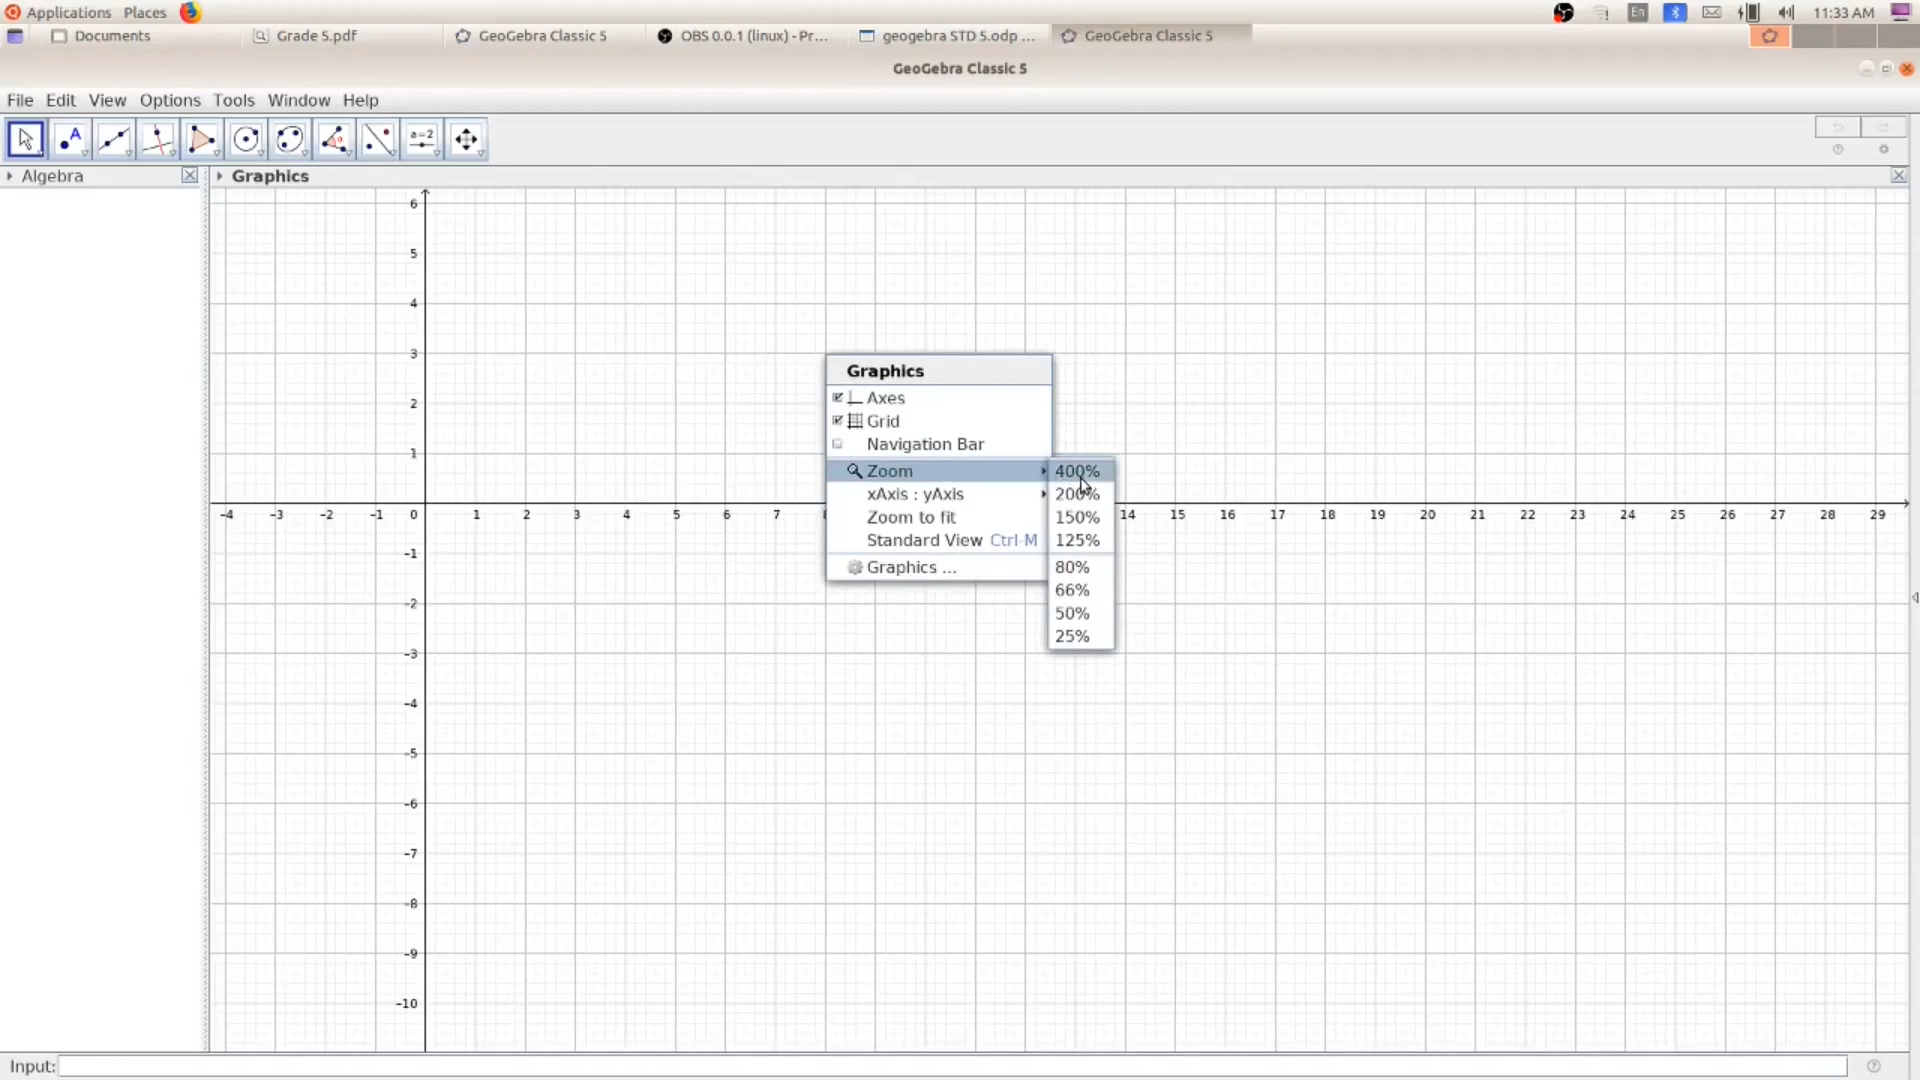 Applications Places En 11:33 AM
Documents Grade 5.pdf GeoGebra Classic 5 OBS 0.0.1 (linux) - Pr... geogebra STD 5.odp ... GeoGebra Classic 5
GeoGebra Classic 5
File Edit View Options Tools Window Help
A a=2
Algebra Graphics
6
5
4
3
2
1
Graphics
Axes
Grid
Navigation Bar
Zoom 400%
xAxis : yAxis 200%
Zoom to fit 150%
Standard View Ctrl-M 125%
Graphics ... 80%
66%
50%
25%
-4 -3 -2 -1 0 1 2 3 4 5 6 7 14 15 16 17 18 19 20 21 22 23 24 25 26 27 28 29
-1
-2
-3
-4
-5
-6
-7
-8
-9
-10
Input: